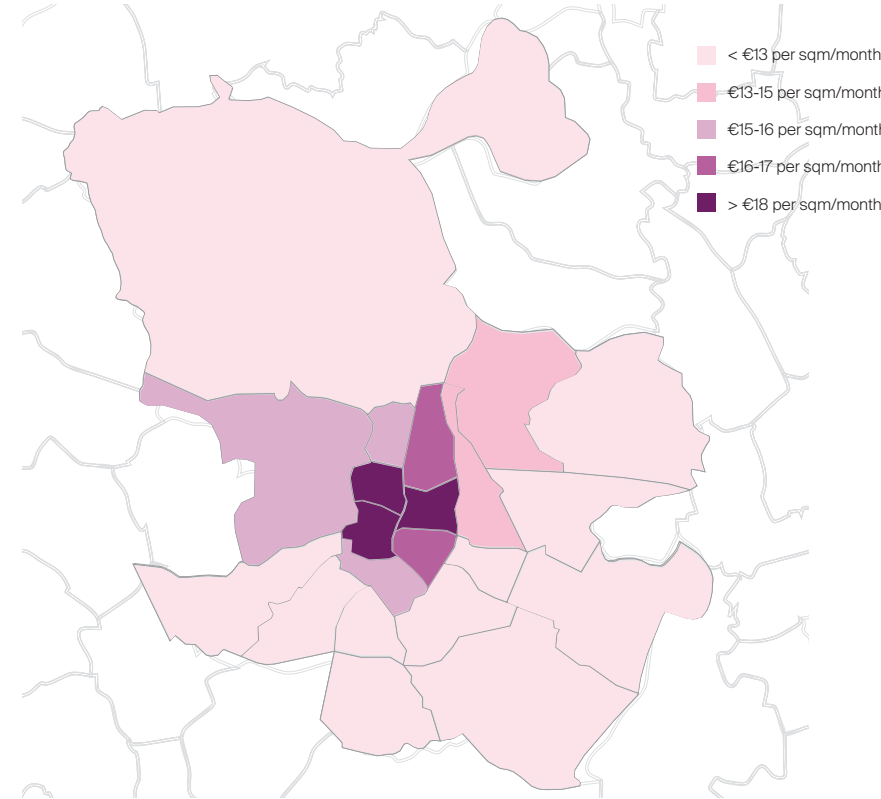 < €13 per sqm/month
€13-15 per sqm/month
€15-16 per sqm/month
€16-17 per sqm/month
> €18 per sqm/month